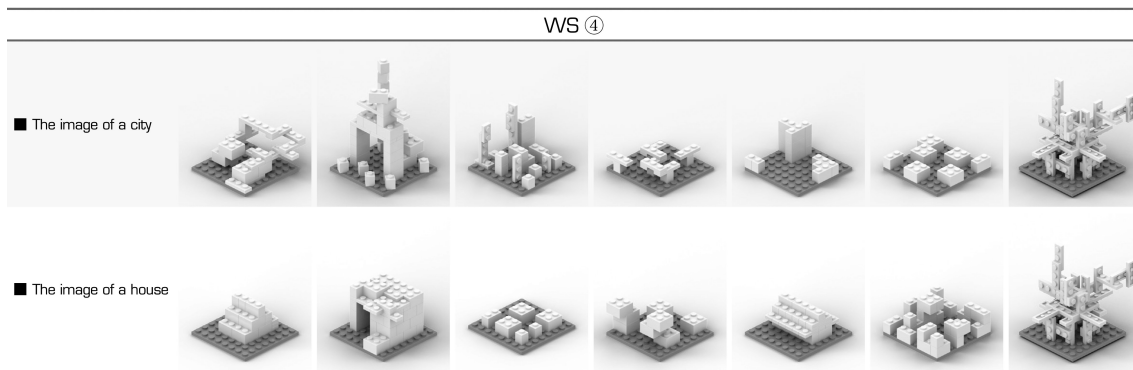 WS ④
■ The image of a city
■ The image of a house